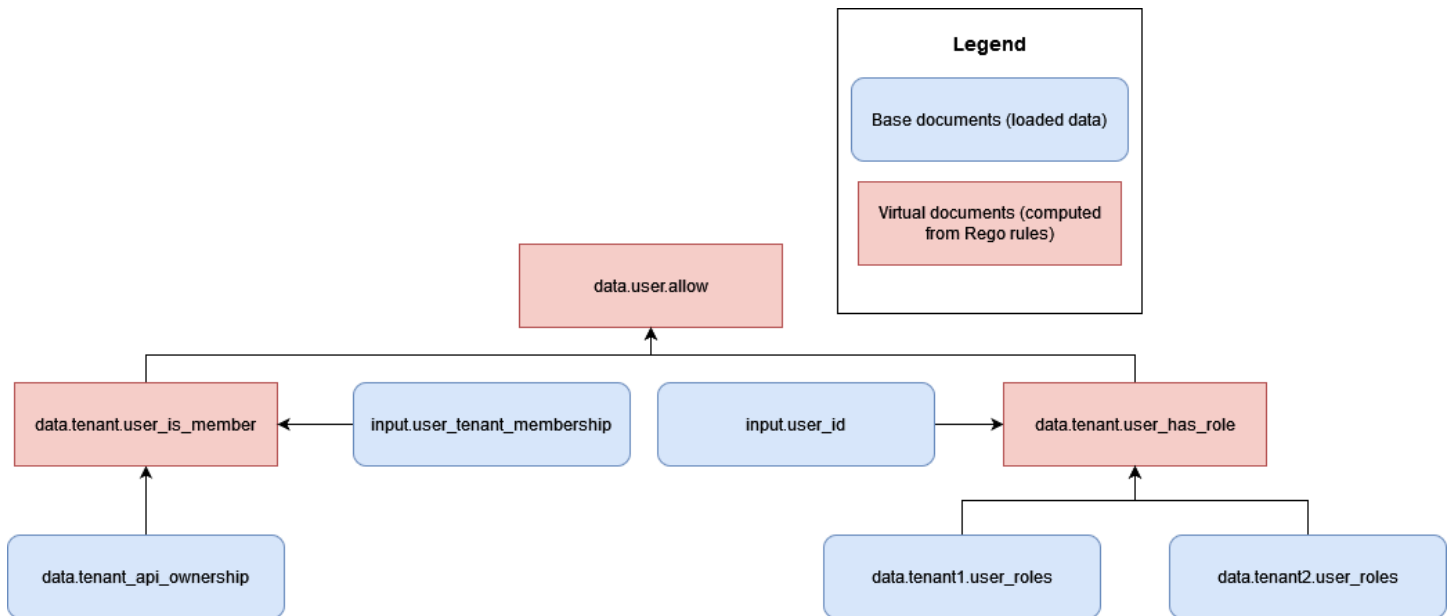 Legend
Base documents (loaded data)
Virtual documents (computed
from Rego rules)
data.user.allow
data.tenant.user_is_member
input.user_tenant_membership
input.user_id
data.tenant.user_has_role
data.tenant_api_ownership
data.tenant1.user_roles
data.tenant2.user_roles